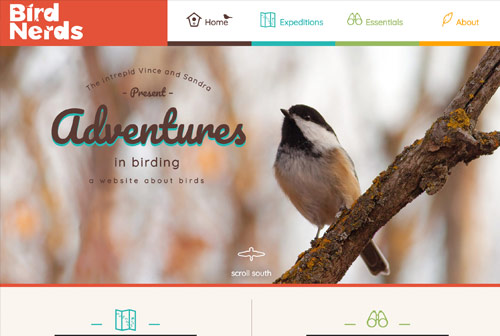 Bird
Nerds
Home
Expeditions
Essentials
About
The Intrepid Vince and Sandra
- Present -
Adventures
in birding
a website about birds
scroll south